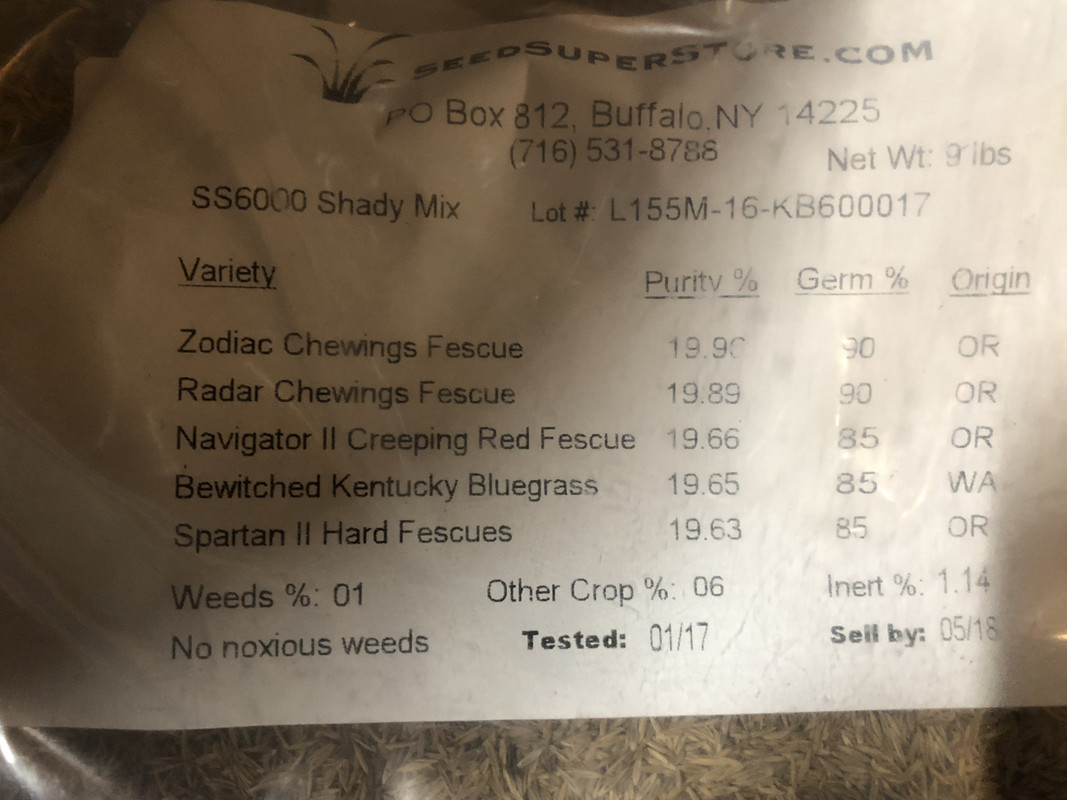 SEEDSUPERSTORE.COM
PO Box 812, Buffalo, NY 14225
(716) 531-8788
Net Wt: 9 lbs
SS6000 Shady Mix Lot #: L155M-16-KB600017
Variety Purity % Germ % Origin
Zodiac Chewings Fescue 19.96 90 OR
Radar Chewings Fescue 19.89 90 OR
Navigator II Creeping Red Fescue 19.66 85 OR
Bewitched Kentucky Bluegrass 19.65 85 WA
Spartan II Hard Fescues 19.63 85 OR
Weeds %: 01 Other Crop %: 06 Inert %: 1.14
No noxious weeds Tested: 01/17 Sell by: 05/18